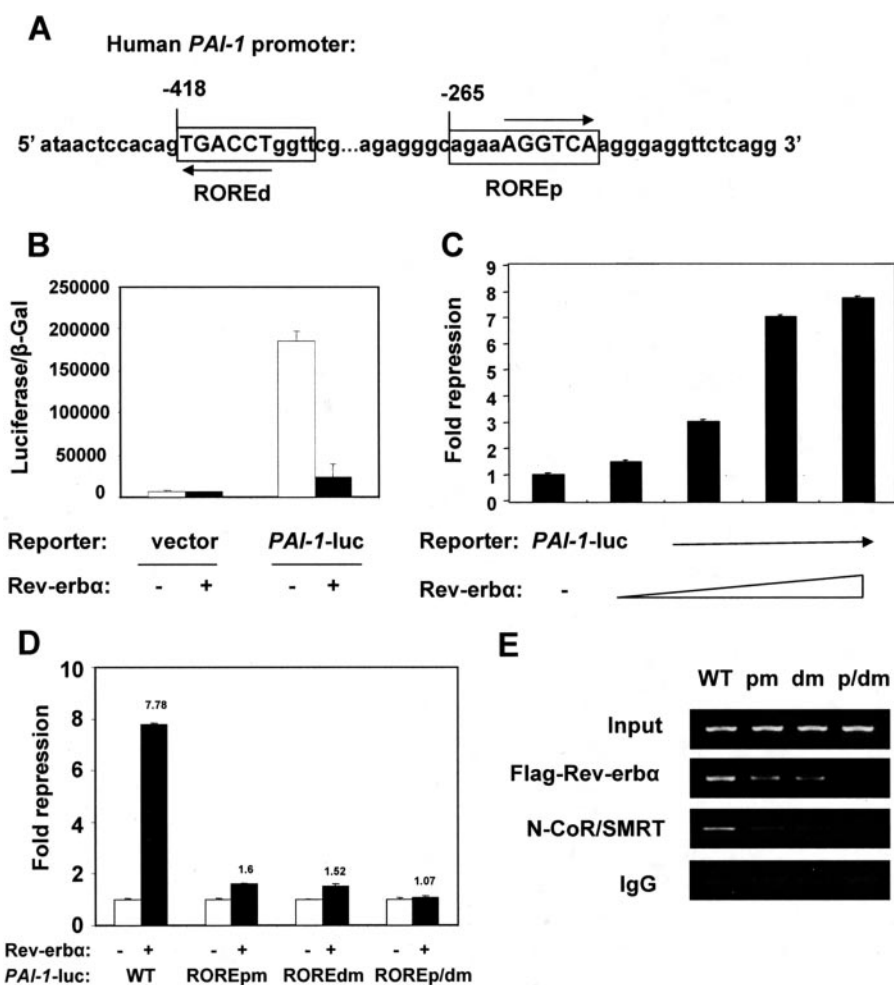 A
Human PAI-1 promoter:
-418
-265
5' ataactccacagTGACCTggttcg...agagggcagaaAGGTCAagggaggttctcagg 3'
ROREd
ROREp
B
Luciferase/β-Gal
250000
200000
150000
100000
50000
0
Reporter: vector PAI-1-luc
Rev-erbα: - + - +
C
Fold repression
9
8
7
6
5
4
3
2
1
0
Reporter: PAI-1-luc
Rev-erbα: -
D
Fold repression
10
8
6
4
2
0
7.78
1.6
1.52
1.07
Rev-erbα: - + - + - + - +
PAI-1-luc: WT ROREpm ROREdm ROREp/dm
E
WT pm dm p/dm
Input
Flag-Rev-erbα
N-CoR/SMRT
IgG